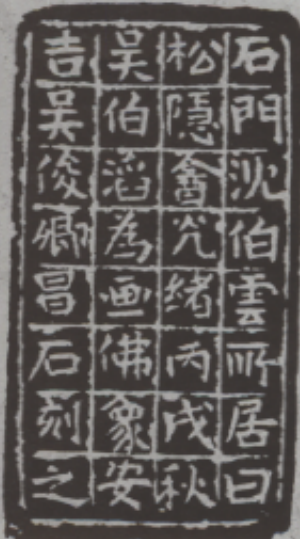 石門沈伯雲所居曰
松隱盦光緒丙戌秋
吴伯滔為画佛象安
吉吴俊卿昌石刻之